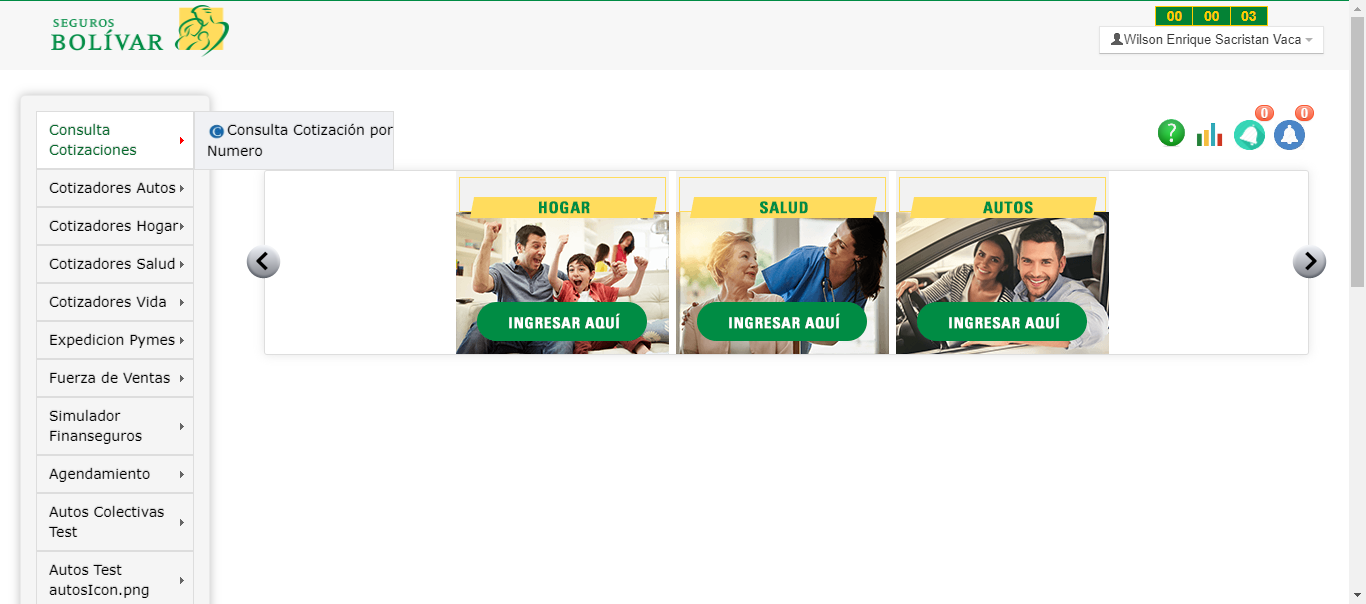 SEGUROS
BOLÍVAR
00 00 03
Wilson Enrique Sacristan Vaca
Consulta
Cotizaciones
Consulta Cotización por
Numero
?
0
0
Cotizadores Autos
Cotizadores Hogar
Cotizadores Salud
Cotizadores Vida
Expedicion Pymes
Fuerza de Ventas
Simulador
Finanseguros
Agendamiento
Autos Colectivas
Test
Autos Test
autosIcon.png
HOGAR
INGRESAR AQUÍ
SALUD
INGRESAR AQUÍ
AUTOS
INGRESAR AQUÍ